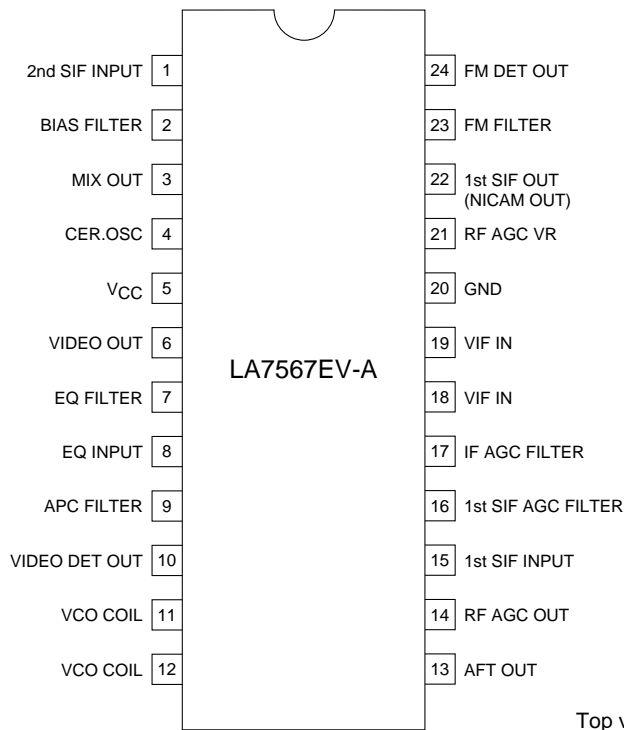 2nd SIF INPUT 1
BIAS FILTER 2
MIX OUT 3
CER.OSC 4
VCC 5
VIDEO OUT 6
EQ FILTER 7
EQ INPUT 8
APC FILTER 9
VIDEO DET OUT 10
VCO COIL 11
VCO COIL 12
LA7567EV-A
24 FM DET OUT
23 FM FILTER
22 1st SIF OUT
(NICAM OUT)
21 RF AGC VR
20 GND
19 VIF IN
18 VIF IN
17 IF AGC FILTER
16 1st SIF AGC FILTER
15 1st SIF INPUT
14 RF AGC OUT
13 AFT OUT
Top